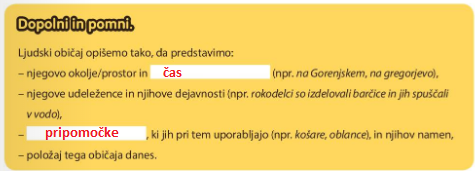 Dopolni in pomni.
Ljudski običaj opišemo tako, da predstavimo:
– njegovo okolje/prostor in čas (npr. na Gorenjskem, na gregorjevo),
– njegove udeležence in njihove dejavnosti (npr. rokodelci so izdelovali barčice in jih spuščali
v vodo),
– pripomočke, ki jih pri tem uporabljajo (npr. košare, oblance), in njihov namen,
– položaj tega običaja danes.